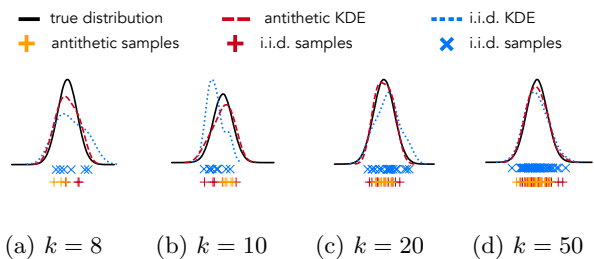 true distribution antithetic KDE i.i.d. KDE
antithetic samples i.i.d. samples i.i.d. samples
(a) k = 8 (b) k = 10 (c) k = 20 (d) k = 50